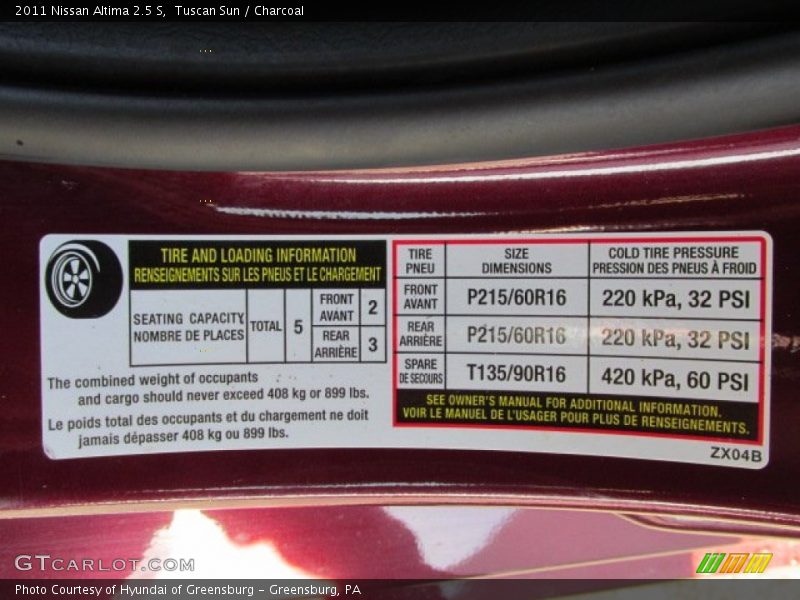 2011 Nissan Altima 2.5 S, Tuscan Sun / Charcoal
TIRE AND LOADING INFORMATION
RENSEIGNEMENTS SUR LES PNEUS ET LE CHARGEMENT
SEATING CAPACITY
NOMBRE DE PLACES
TOTAL
5
FRONT
AVANT
2
REAR
ARRIÈRE
3
The combined weight of occupants
and cargo should never exceed 408 kg or 899 lbs.
Le poids total des occupants et du chargement ne doit
jamais dépasser 408 kg ou 899 lbs.
TIRE
PNEU
SIZE
DIMENSIONS
COLD TIRE PRESSURE
PRESSION DES PNEUS À FROID
FRONT
AVANT
P215/60R16
220 kPa, 32 PSI
REAR
ARRIÈRE
P215/60R16
220 kPa, 32 PSI
SPARE
DE SECOURS
T135/90R16
420 kPa, 60 PSI
SEE OWNER'S MANUAL FOR ADDITIONAL INFORMATION.
VOIR LE MANUEL DE L'USAGER POUR PLUS DE RENSEIGNEMENTS.
ZX04B
GTCARLOT.COM
Photo Courtesy of Hyundai of Greensburg - Greensburg, PA